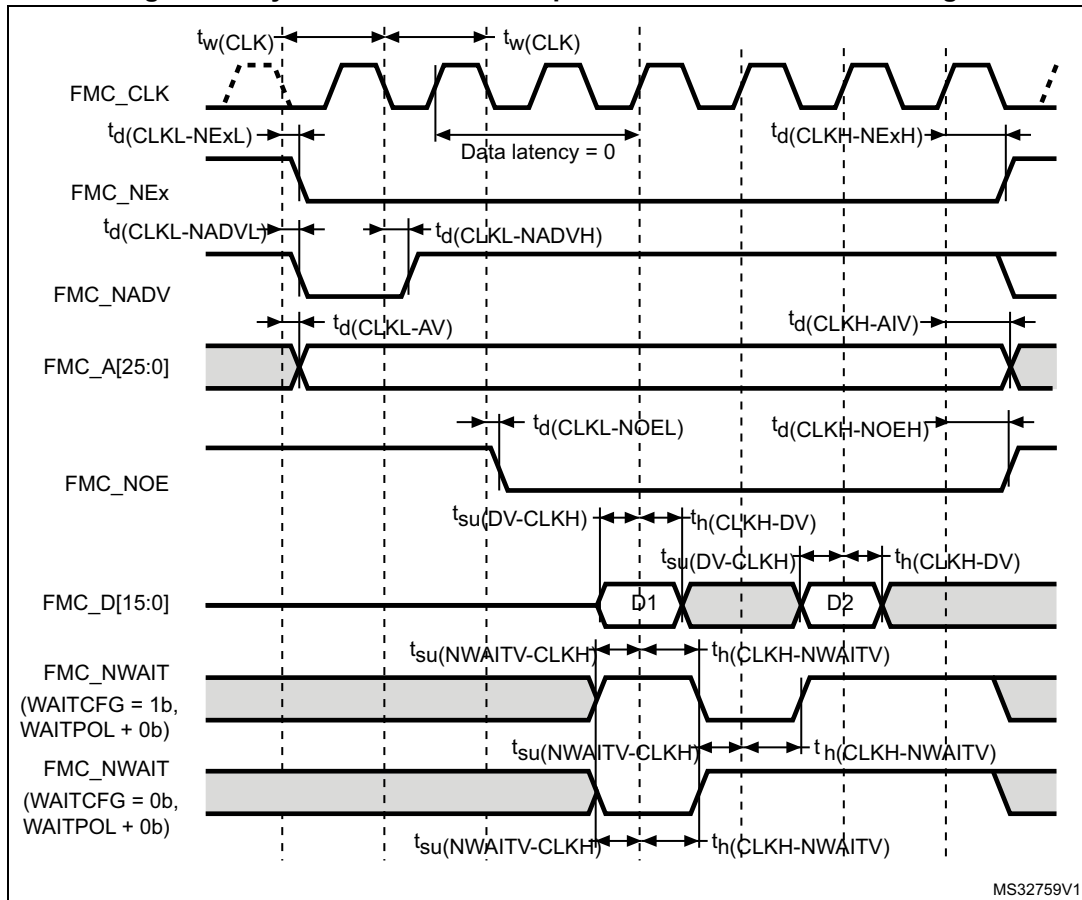 tw(CLK) tw(CLK)
FMC_CLK
td(CLKL-NExL) Data latency = 0 td(CLKH-NExH)
FMC_NEx
td(CLKL-NADVL) td(CLKL-NADVH)
FMC_NADV
td(CLKL-AV) td(CLKH-AIV)
FMC_A[25:0]
td(CLKL-NOEL) td(CLKH-NOEH)
FMC_NOE
tsu(DV-CLKH) th(CLKH-DV)
tsu(DV-CLKH) th(CLKH-DV)
FMC_D[15:0] D1 D2
tsu(NWAITV-CLKH) th(CLKH-NWAITV)
FMC_NWAIT
(WAITCFG = 1b,
WAITPOL + 0b)
tsu(NWAITV-CLKH) th(CLKH-NWAITV)
FMC_NWAIT
(WAITCFG = 0b,
WAITPOL + 0b)
tsu(NWAITV-CLKH) th(CLKH-NWAITV)
MS32759V1